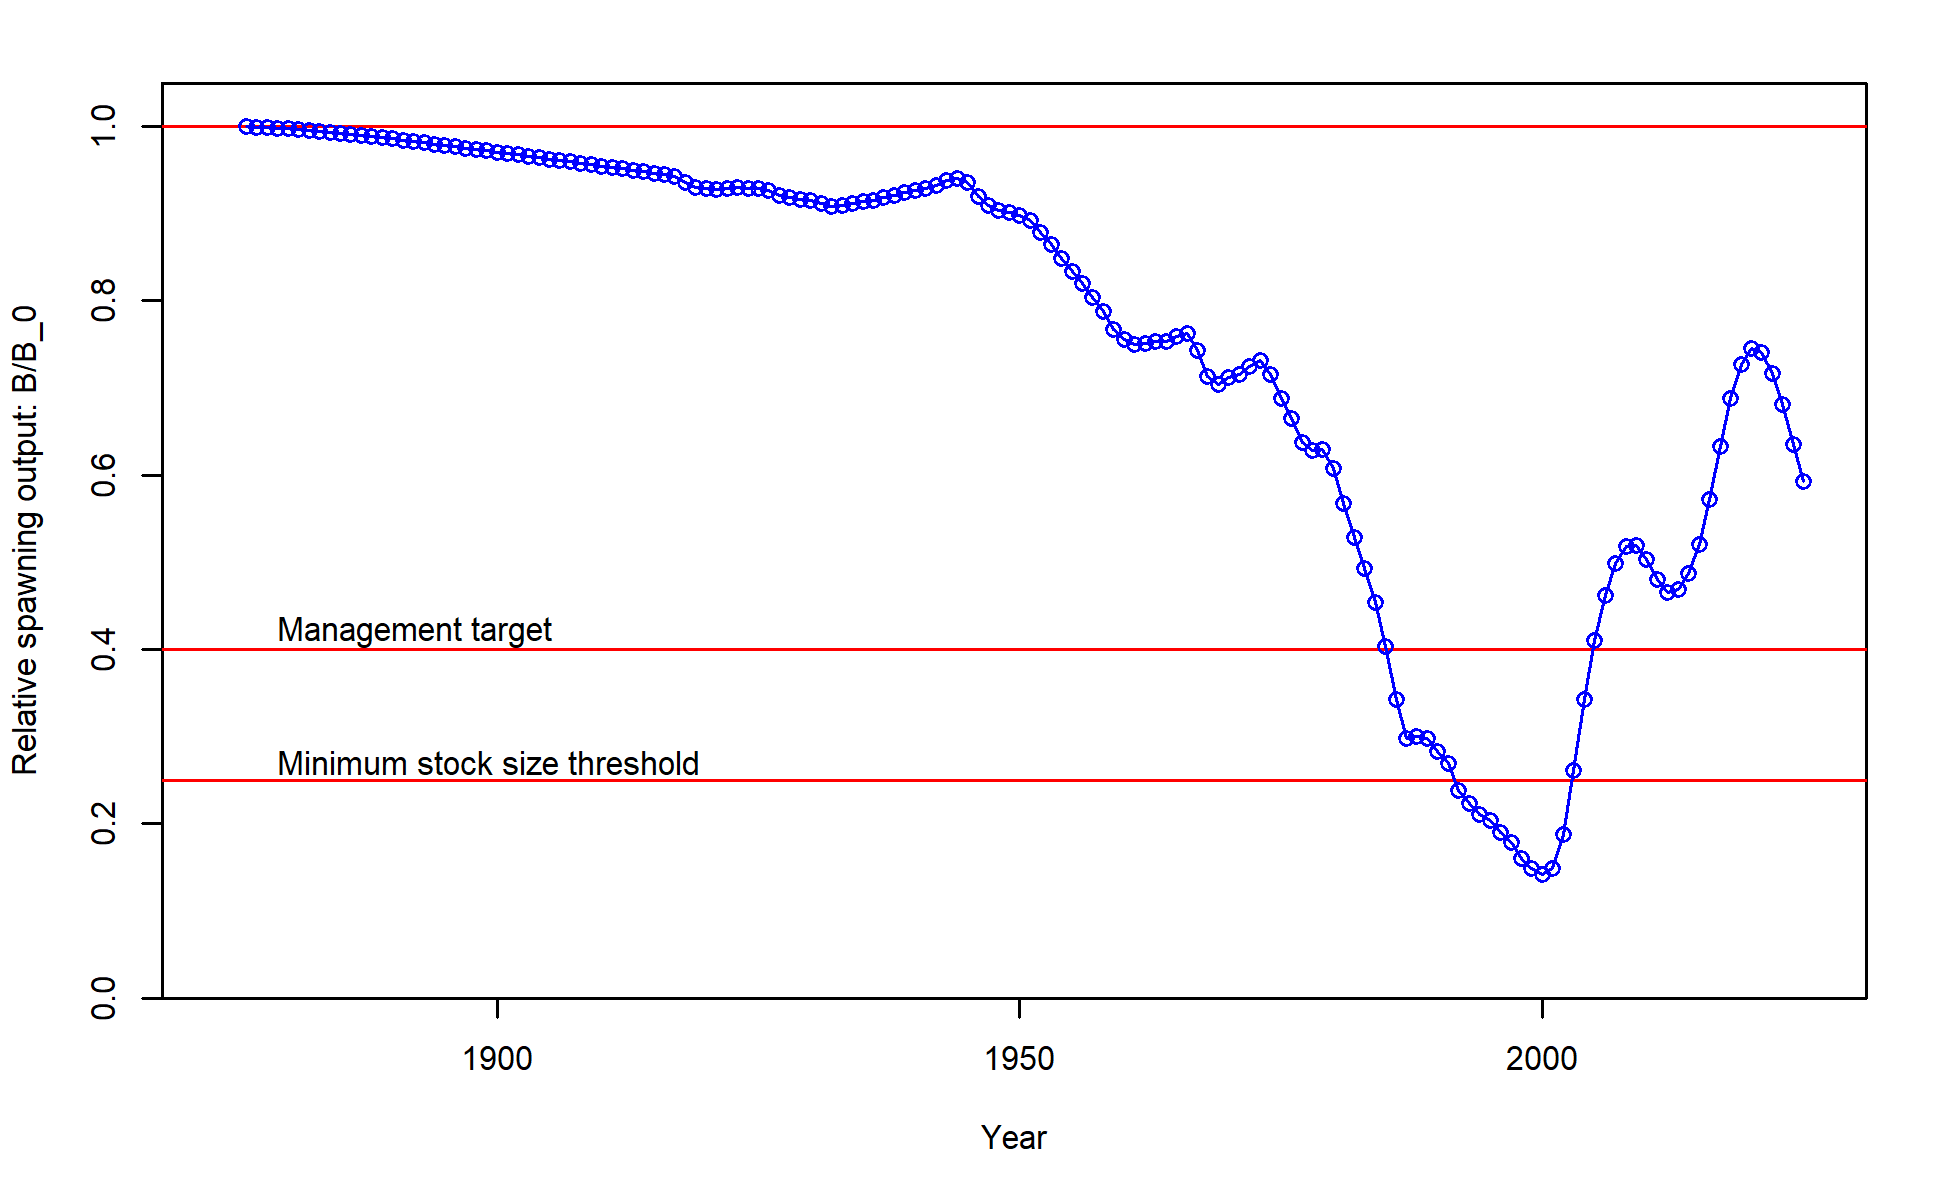 Relative spawning output: B/B_0
1.0
0.8
0.6
0.4
0.2
0.0
Management target
Minimum stock size threshold
1900
1950
2000
Year